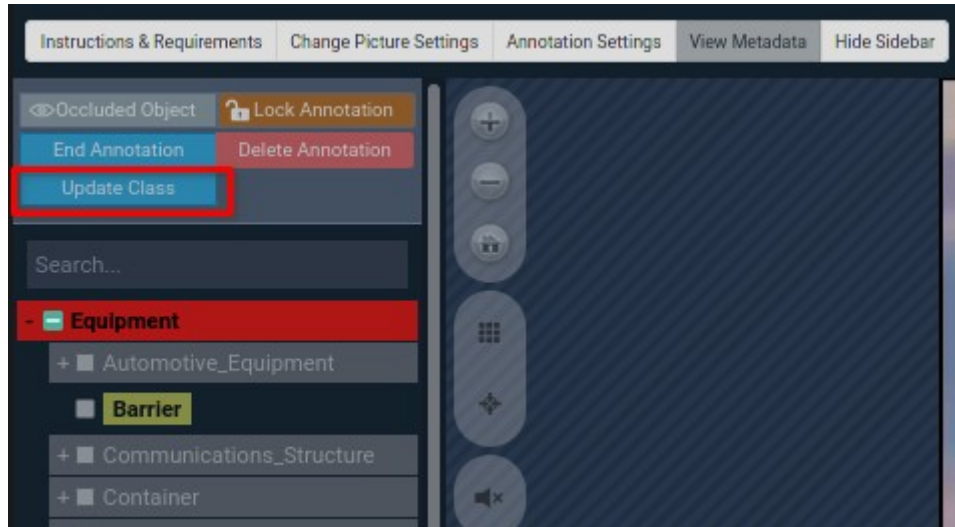 Instructions & Requirements Change Picture Settings Annotation Settings View Metadata Hide Sidebar
Occluded Object Lock Annotation
End Annotation Delete Annotation
Update Class
Search...
- Equipment
+ Automotive_Equipment
Barrier
+ Communications_Structure
+ Container